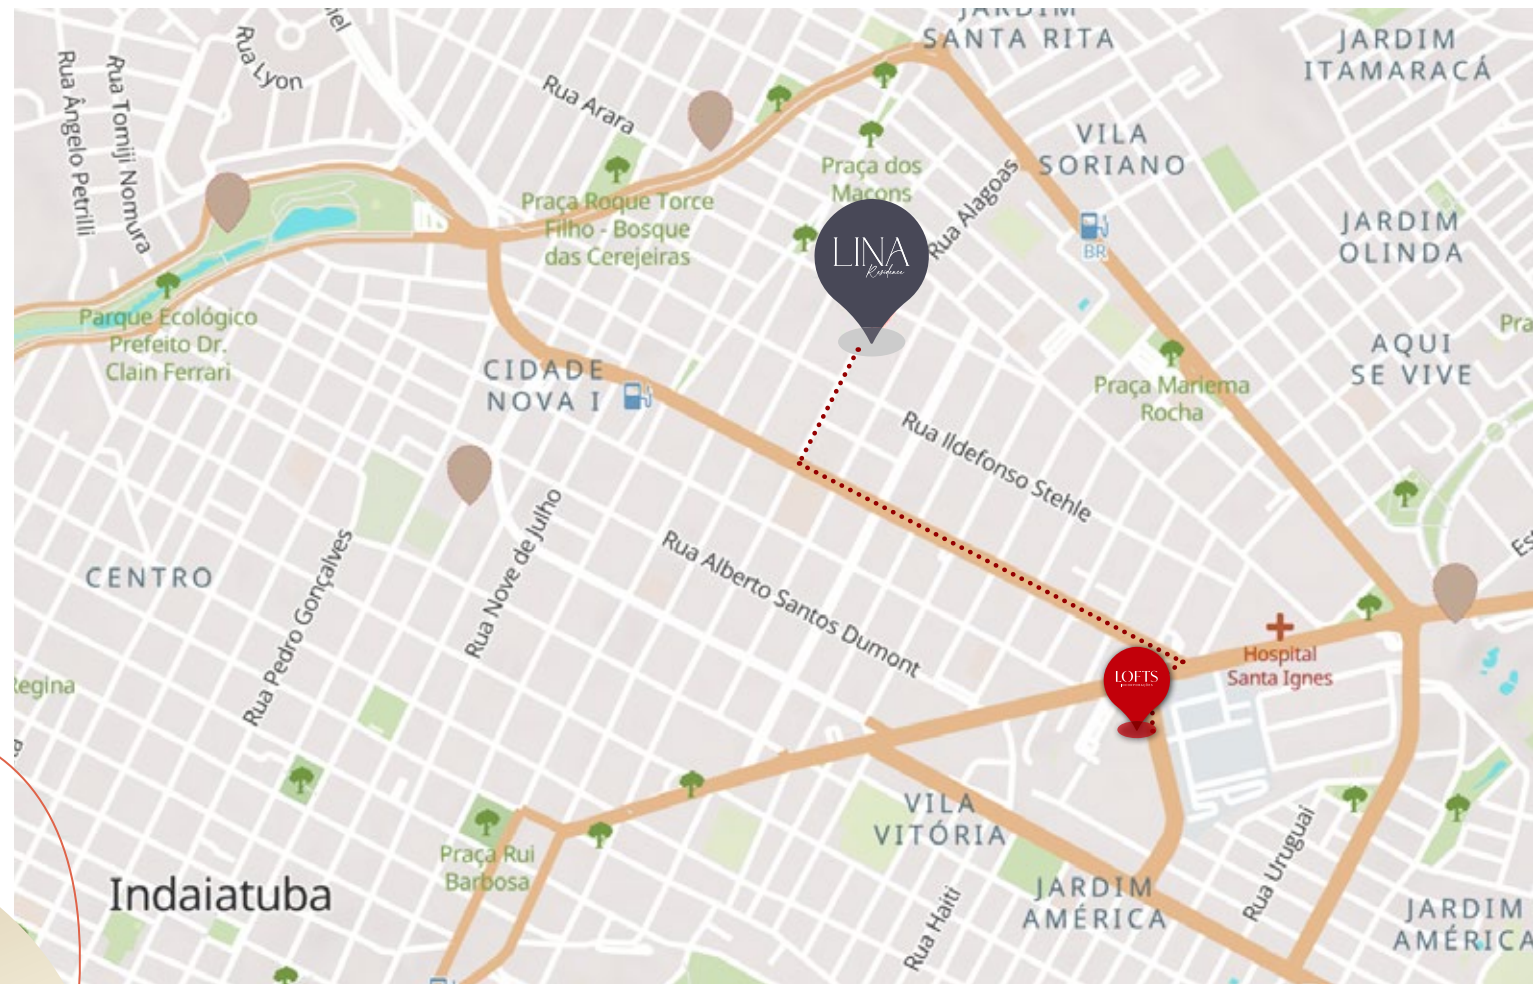 JARDIM
SANTA RITA
JARDIM
ITAMARACÁ
Rua Lyon
Rua Ângelo Petrilli
Rua Tomiji Nomura
Rua Arara
VILA
SORIANO
Praça dos
Maçons
Rua Alagoas
Praça Roque Torce
Filho - Bosque
das Cerejeiras
JARDIM
OLINDA
BR
LINA
Residence
Parque Ecológico
Prefeito Dr.
Clain Ferrari
CIDADE
NOVA I
AQUI
SE VIVE
Praça Mariema
Rocha
Rua Ildefonso Stehle
Rua Nove de Julho
Rua Pedro Gonçalves
Rua Alberto Santos Dumont
CENTRO
Hospital
Santa Ignes
LOFTS
Regina
VILA
VITÓRIA
Rua Uruguai
Praça Rui
Barbosa
Indaiatuba
JARDIM
AMÉRICA
Rua Haiti
JARDIM
AMÉRICA